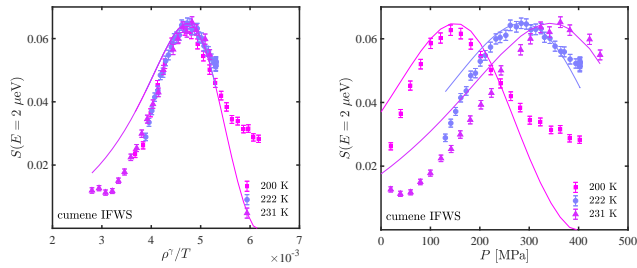 0.06
0.04
0.02
S(E = 2 μeV)
200 K
222 K
231 K
cumene IFWS
2 3 4 5 6 7
ρ^γ/T
×10⁻³
0.06
0.04
0.02
S(E = 2 μeV)
200 K
222 K
231 K
cumene IFWS
0 100 200 300 400 500
P [MPa]